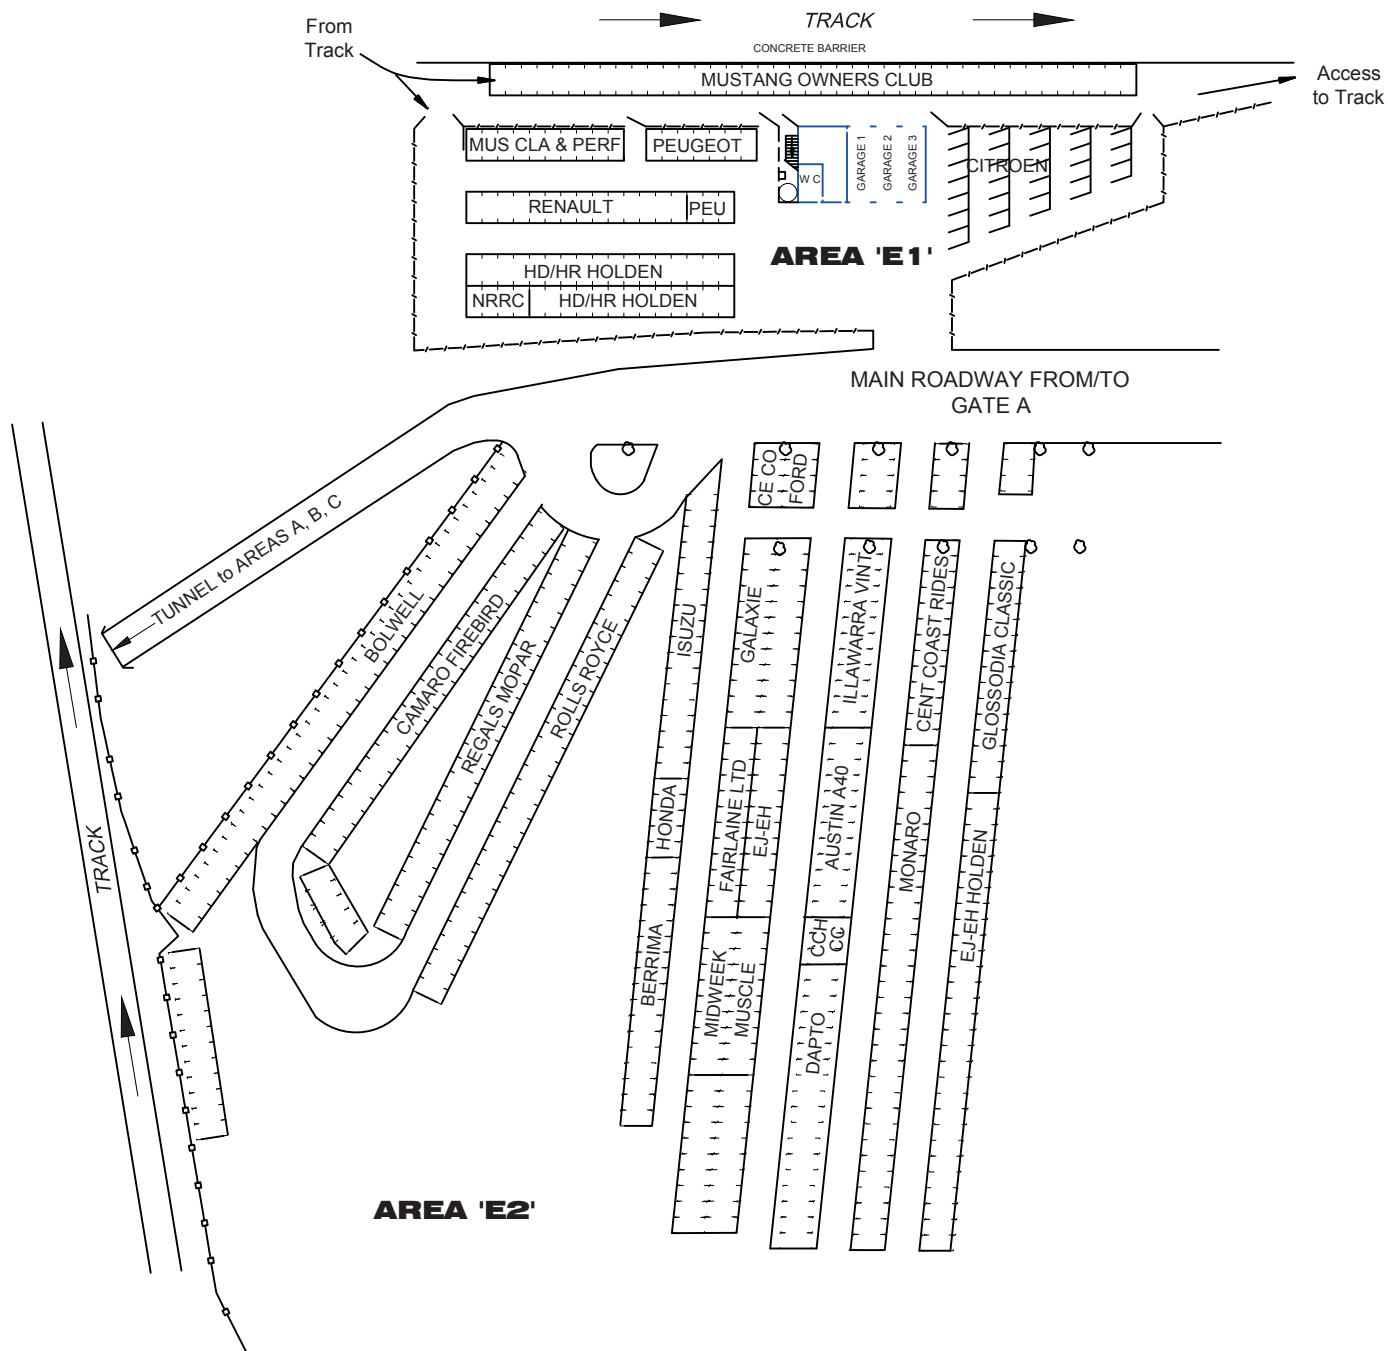 TRACK
From
Track
CONCRETE BARRIER
MUSTANG OWNERS CLUB
Access
to Track
MUS CLA & PERF
PEUGEOT
W C
GARAGE 1
GARAGE 2
GARAGE 3
CITROEN
RENAULT
PEU
AREA 'E1'
HD/HR HOLDEN
NRRC
HD/HR HOLDEN
MAIN ROADWAY FROM/TO
GATE A
TUNNEL to AREAS A, B, C
CE CO
FORD
BOLWELL
CAMARO FIREBIRD
REGALS MOPAR
ROLLS ROYCE
ISUZU
GALAXIE
ILLAWARRA VINT
CENT COAST RIDESS
GLOSSODIA CLASSIC
HONDA
FAIRLAINE LTD
EJ-EH
AUSTIN A40
MONARO
EJ-EH HOLDEN
TRACK
BERRIMA
MIDWEEK
MUSCLE
CCH
CC
DAPTO
AREA 'E2'